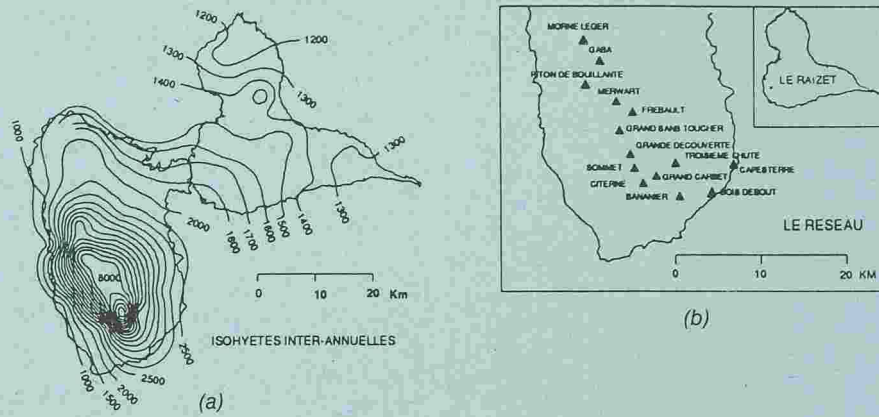 1200
1300
1400
1200
1300
1300
1300
1400
1500
1600
1700
1800
2000
1000
8000
2500
2500
2000
1500
1000
0 10 20 Km
ISOHYETES INTER-ANNUELLES
(a)
MORNE LEGER
GABA
PITON DE BOUILLANTE
MERWART
FREBAULT
GRAND SANS TOUCHER
GRANDE DECOUVERTE
TROISIEME CHUTE
CAPESTERRE
SOMMET
GRAND CARBET
CITERNE
BANANIER
BOIS DEBOUT
LE RAIZET
LE RESEAU
0 10 20 KM
(b)